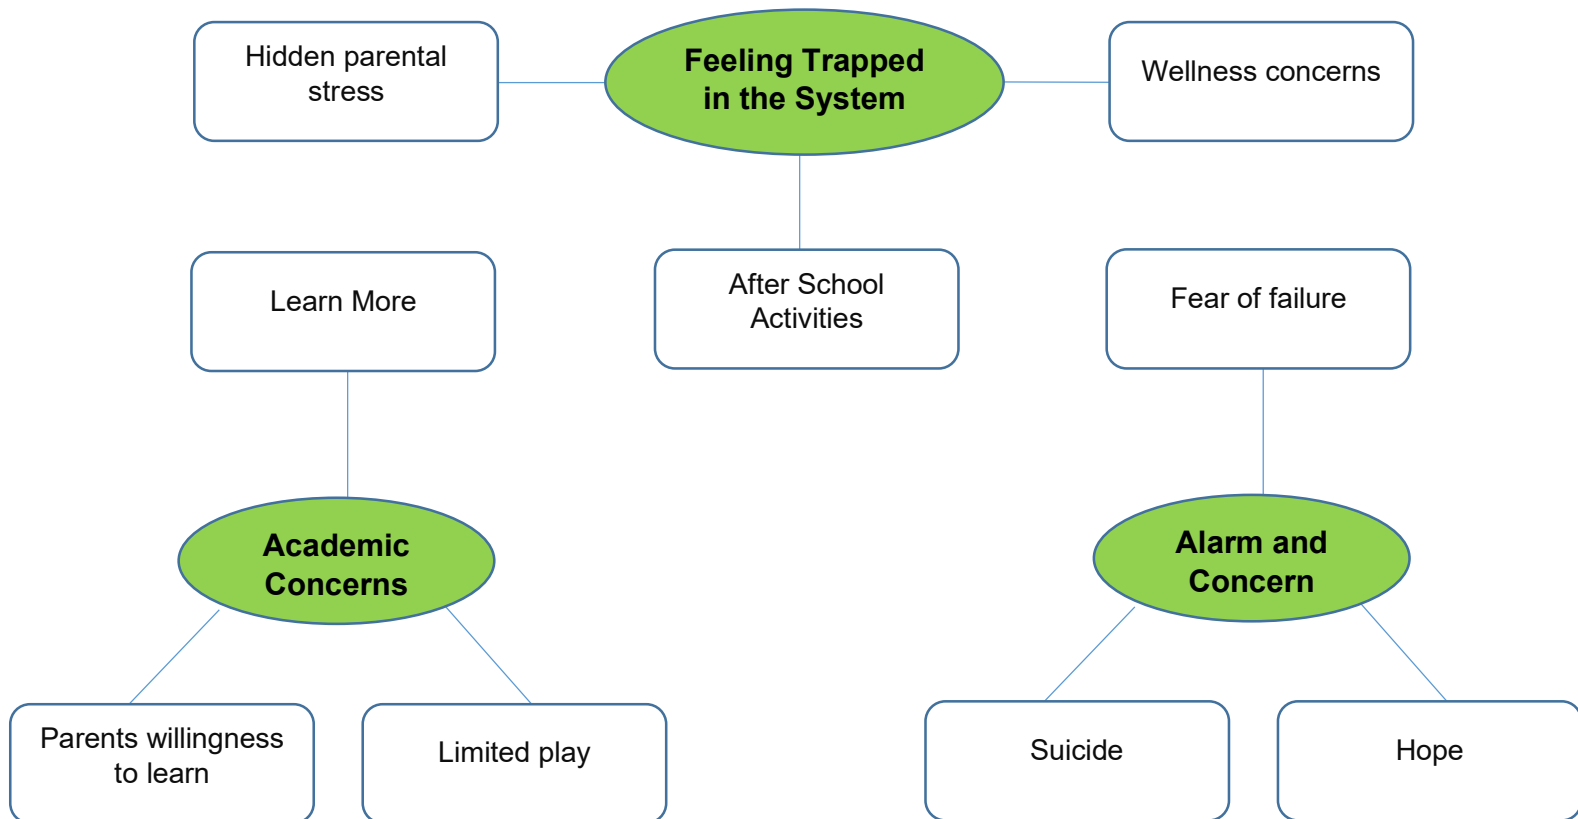 Hidden parental
stress
Feeling Trapped
in the System
Wellness concerns
Learn More
After School
Activities
Fear of failure
Academic
Concerns
Alarm and
Concern
Parents willingness
to learn
Limited play
Suicide
Hope